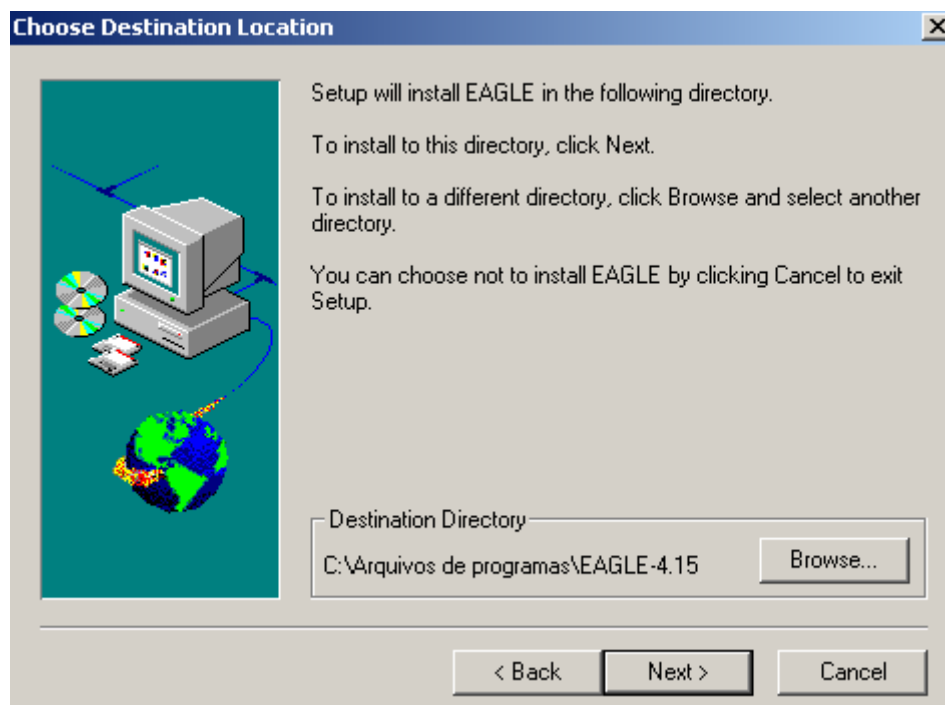 Choose Destination Location
Setup will install EAGLE in the following directory.
To install to this directory, click Next.
To install to a different directory, click Browse and select another
directory.
You can choose not to install EAGLE by clicking Cancel to exit
Setup.
Destination Directory
C:\Arquivos de programas\EAGLE-4.15
Browse...
< Back
Next >
Cancel